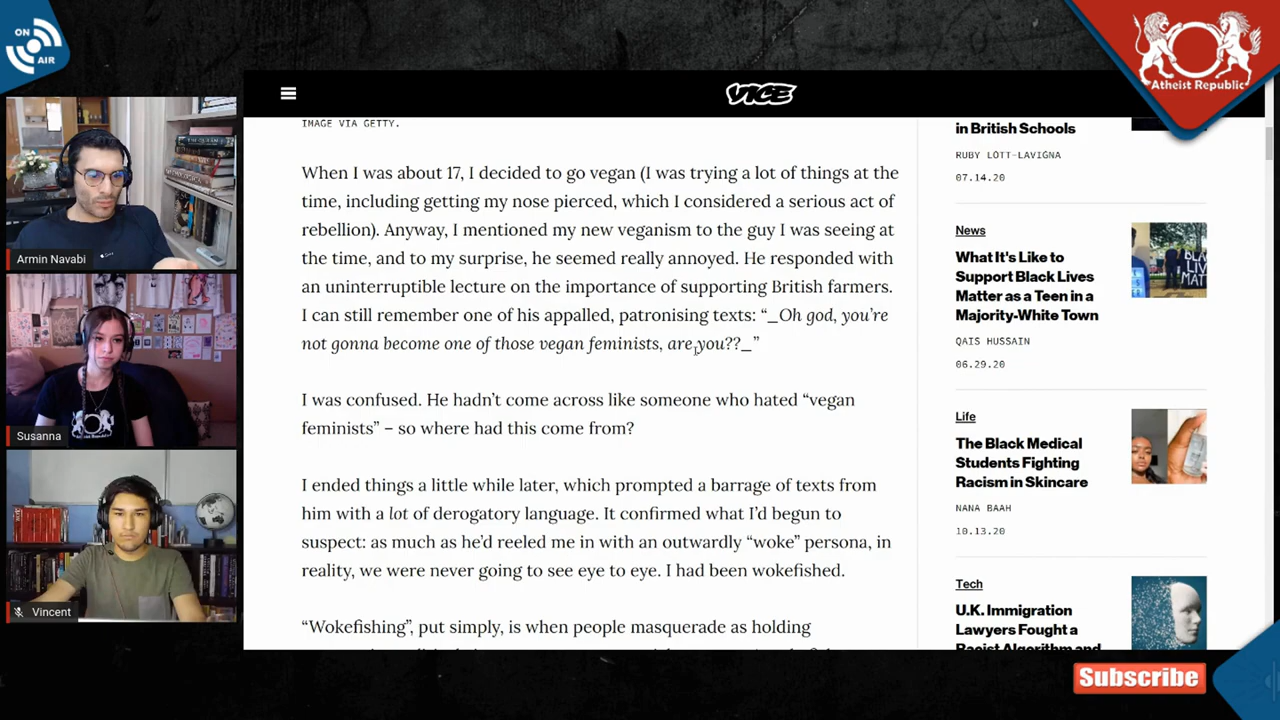 ON
AIR
Atheist Republic
VICE
Armin Navabi
Susanna
Vincent
IMAGE VIA GETTY.
When I was about 17, I decided to go vegan (I was trying a lot of things at the
time, including getting my nose pierced, which I considered a serious act of
rebellion). Anyway, I mentioned my new veganism to the guy I was seeing at
the time, and to my surprise, he seemed really annoyed. He responded with
an uninterruptible lecture on the importance of supporting British farmers.
I can still remember one of his appalled, patronising texts: “_Oh god, you’re
not gonna become one of those vegan feminists, are you??_”
I was confused. He hadn’t come across like someone who hated “vegan
feminists” – so where had this come from?
I ended things a little while later, which prompted a barrage of texts from
him with a lot of derogatory language. It confirmed what I’d begun to
suspect: as much as he’d reeled me in with an outwardly “woke” persona, in
reality, we were never going to see eye to eye. I had been wokefished.
“Wokefishing”, put simply, is when people masquerade as holding
in British Schools
RUBY LOTT-LAVIGNA
07.14.20
News
What It's Like to
Support Black Lives
Matter as a Teen in a
Majority-White Town
QAIS HUSSAIN
06.29.20
Life
The Black Medical
Students Fighting
Racism in Skincare
NANA BAAH
10.13.20
Tech
U.K. Immigration
Lawyers Fought a
Racist Algorithm and
Subscribe